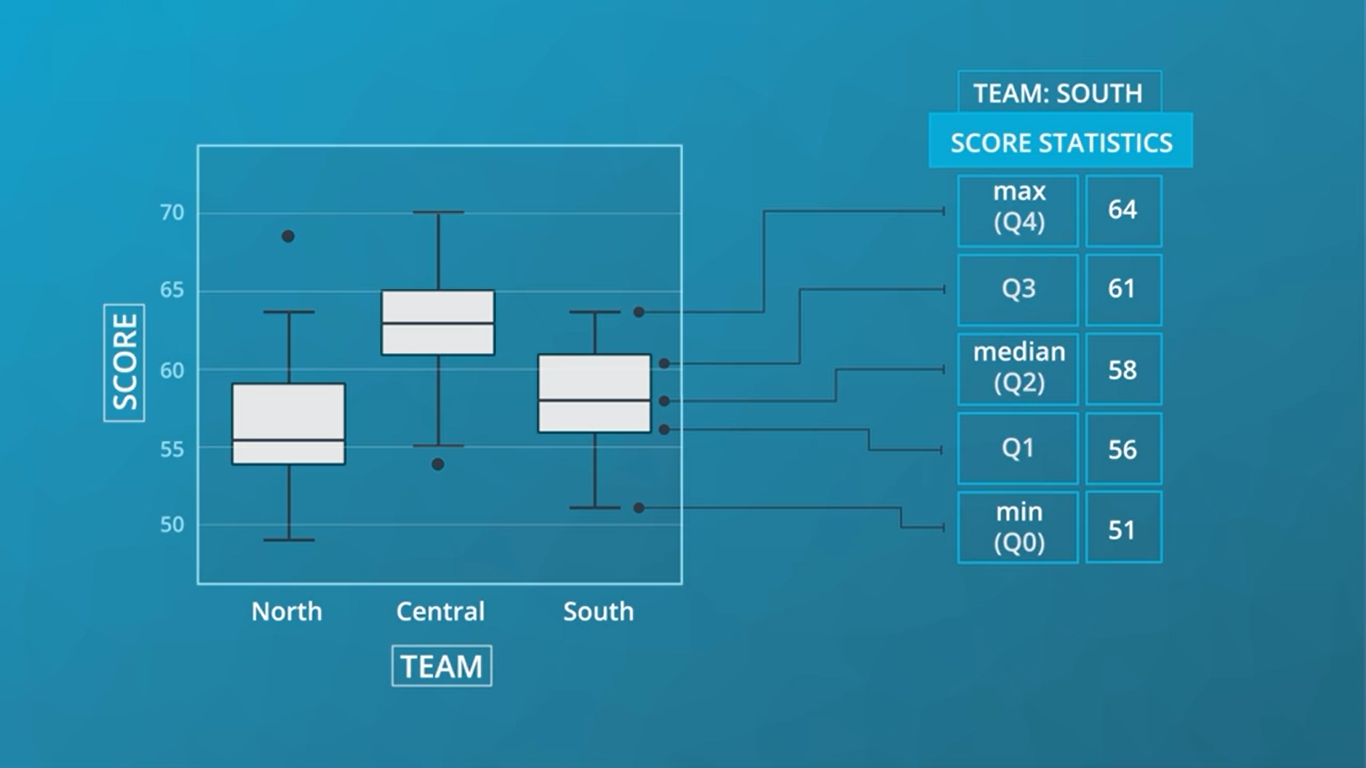 70
65
60
55
50
SCORE
North
Central
South
TEAM
TEAM: SOUTH
SCORE STATISTICS
max
(Q4)
64
Q3
61
median
(Q2)
58
Q1
56
min
(Q0)
51